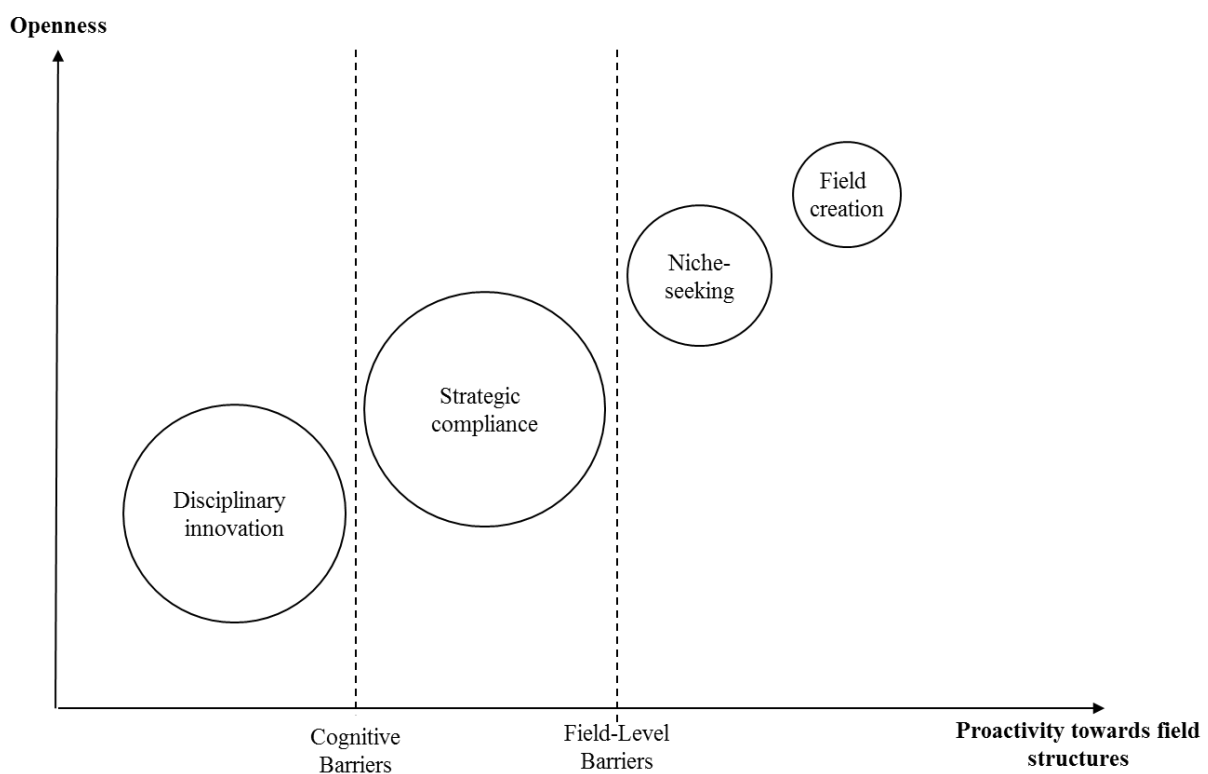 Openness
Field
creation
Niche-
seeking
Strategic
compliance
Disciplinary
innovation
Cognitive
Barriers
Field-Level
Barriers
Proactivity towards field
structures